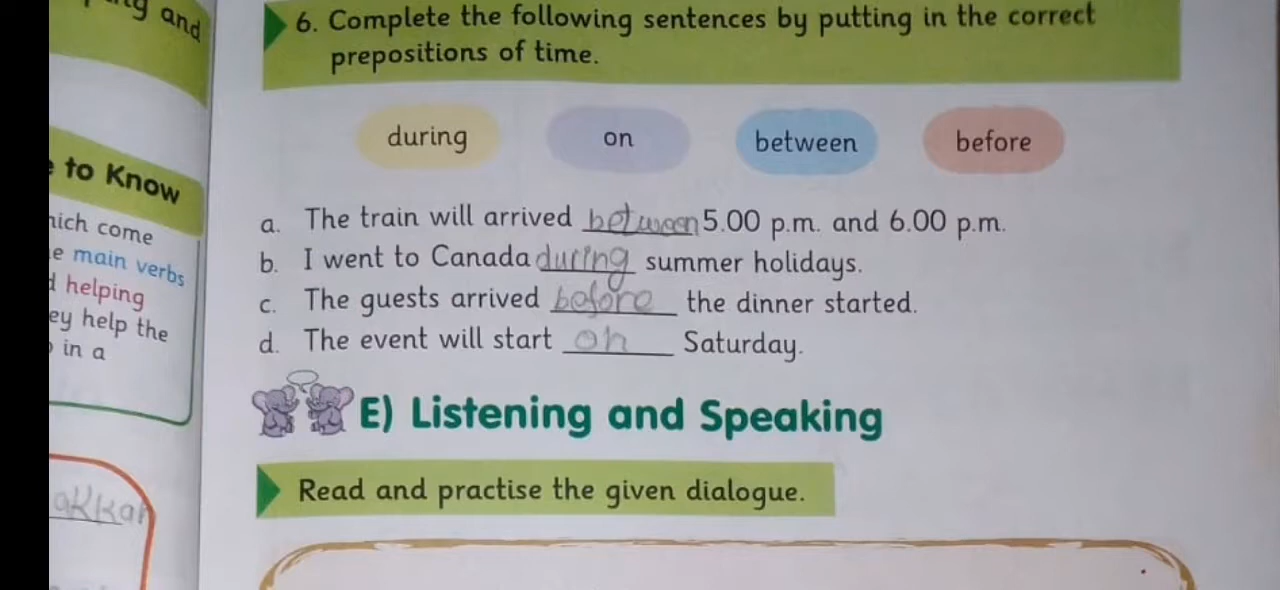 and
6. Complete the following sentences by putting in the correct
prepositions of time.
during on between before
to Know
come
main verbs
helping
help the
in a
a. The train will arrived between 5.00 p.m. and 6.00 p.m.
b. I went to Canada during summer holidays.
c. The guests arrived before the dinner started.
d. The event will start on Saturday.
E) Listening and Speaking
Read and practise the given dialogue.